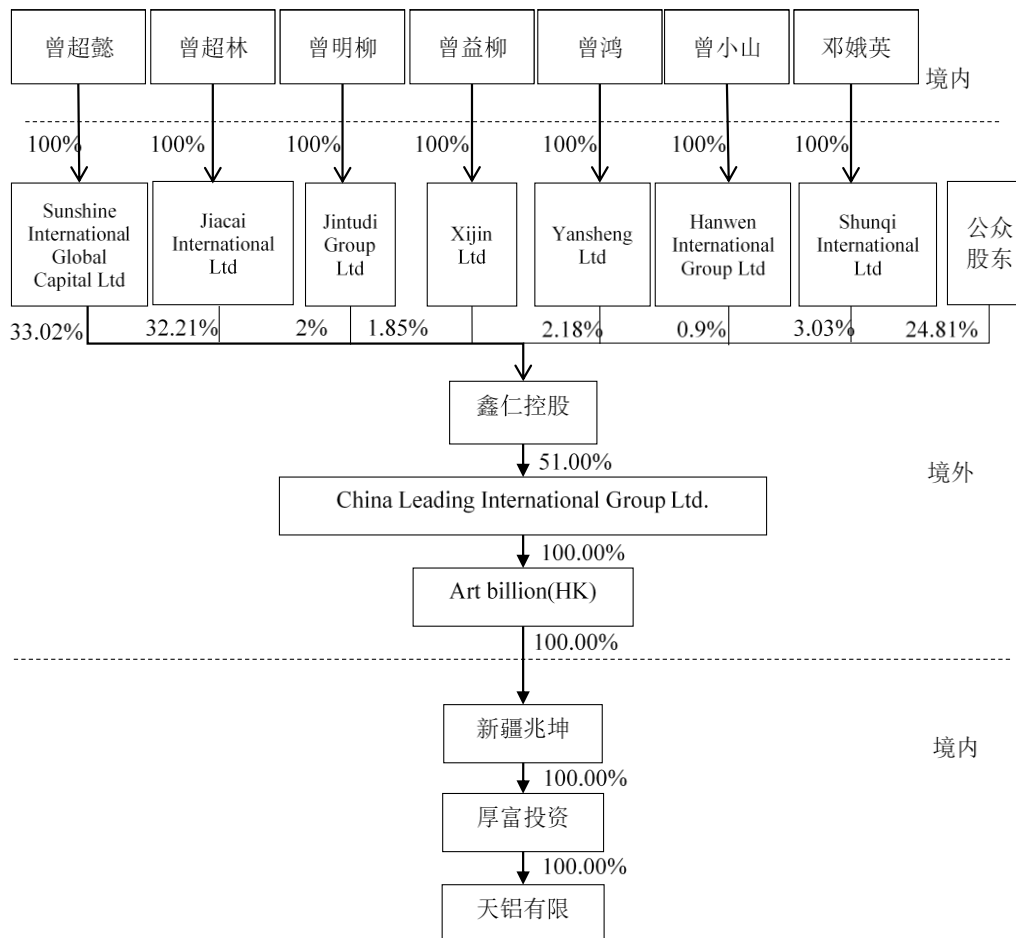 曾超懿
曾超林
曾明柳
曾益柳
曾鸿
曾小山
邓娥英
境内
100%
100%
100%
100%
100%
100%
100%
Sunshine
International
Global
Capital Ltd
Jiacai
International
Ltd
Jintudi
Group
Ltd
Xijin
Ltd
Yansheng
Ltd
Hanwen
International
Group Ltd
Shunqi
International
Ltd
公众
股东
33.02%
32.21%
2%
1.85%
2.18%
0.9%
3.03%
24.81%
鑫仁控股
51.00%
境外
China Leading International Group Ltd.
100.00%
Art billion(HK)
100.00%
新疆兆坤
境内
100.00%
厚富投资
100.00%
天铝有限